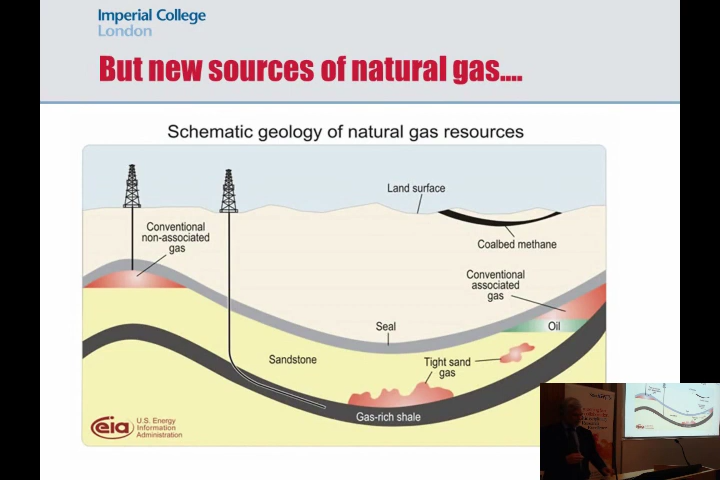 Imperial College
London
But new sources of natural gas....
Schematic geology of natural gas resources
Land surface
Conventional
non-associated
gas
Coalbed methane
Conventional
associated
gas
Seal
Oil
Sandstone
Tight sand
gas
Gas-rich shale
eia
U.S. Energy
Information
Administration